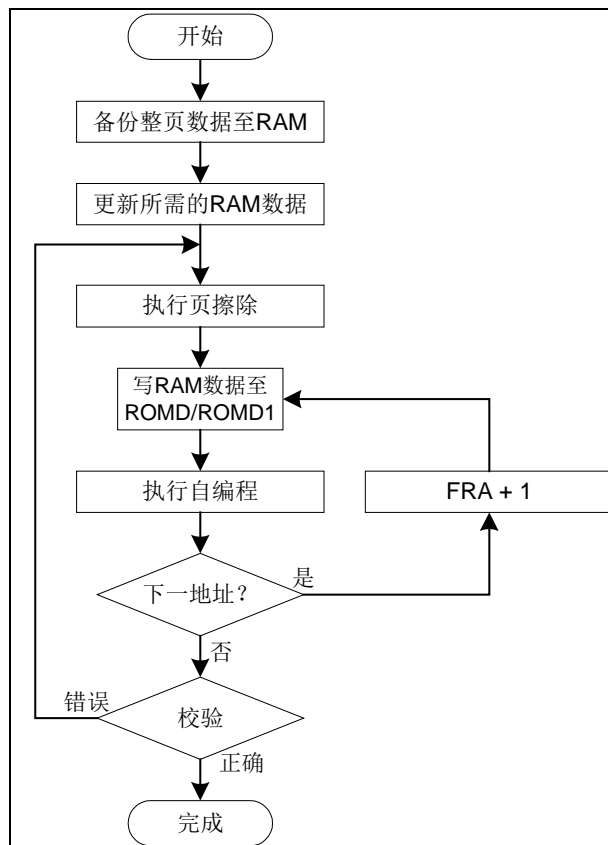 开始
备份整页数据至RAM
更新所需的RAM数据
执行页擦除
写RAM数据至
ROMD/ROMD1
执行自编程
FRA + 1
下一地址?
是
否
错误
校验
正确
完成